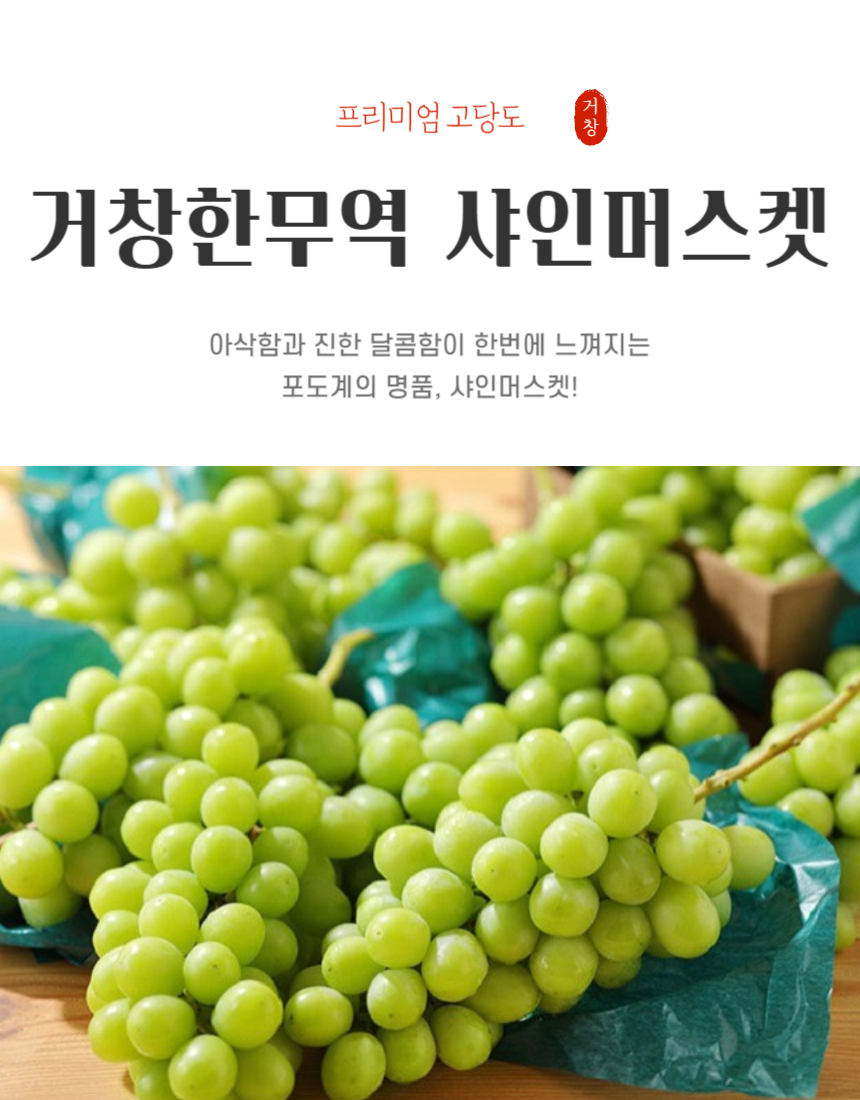 프리미엄 고당도
거창
거창한무역 샤인머스켓
아삭함과 진한 달콤함이 한번에 느껴지는
포도계의 명품, 샤인머스켓!